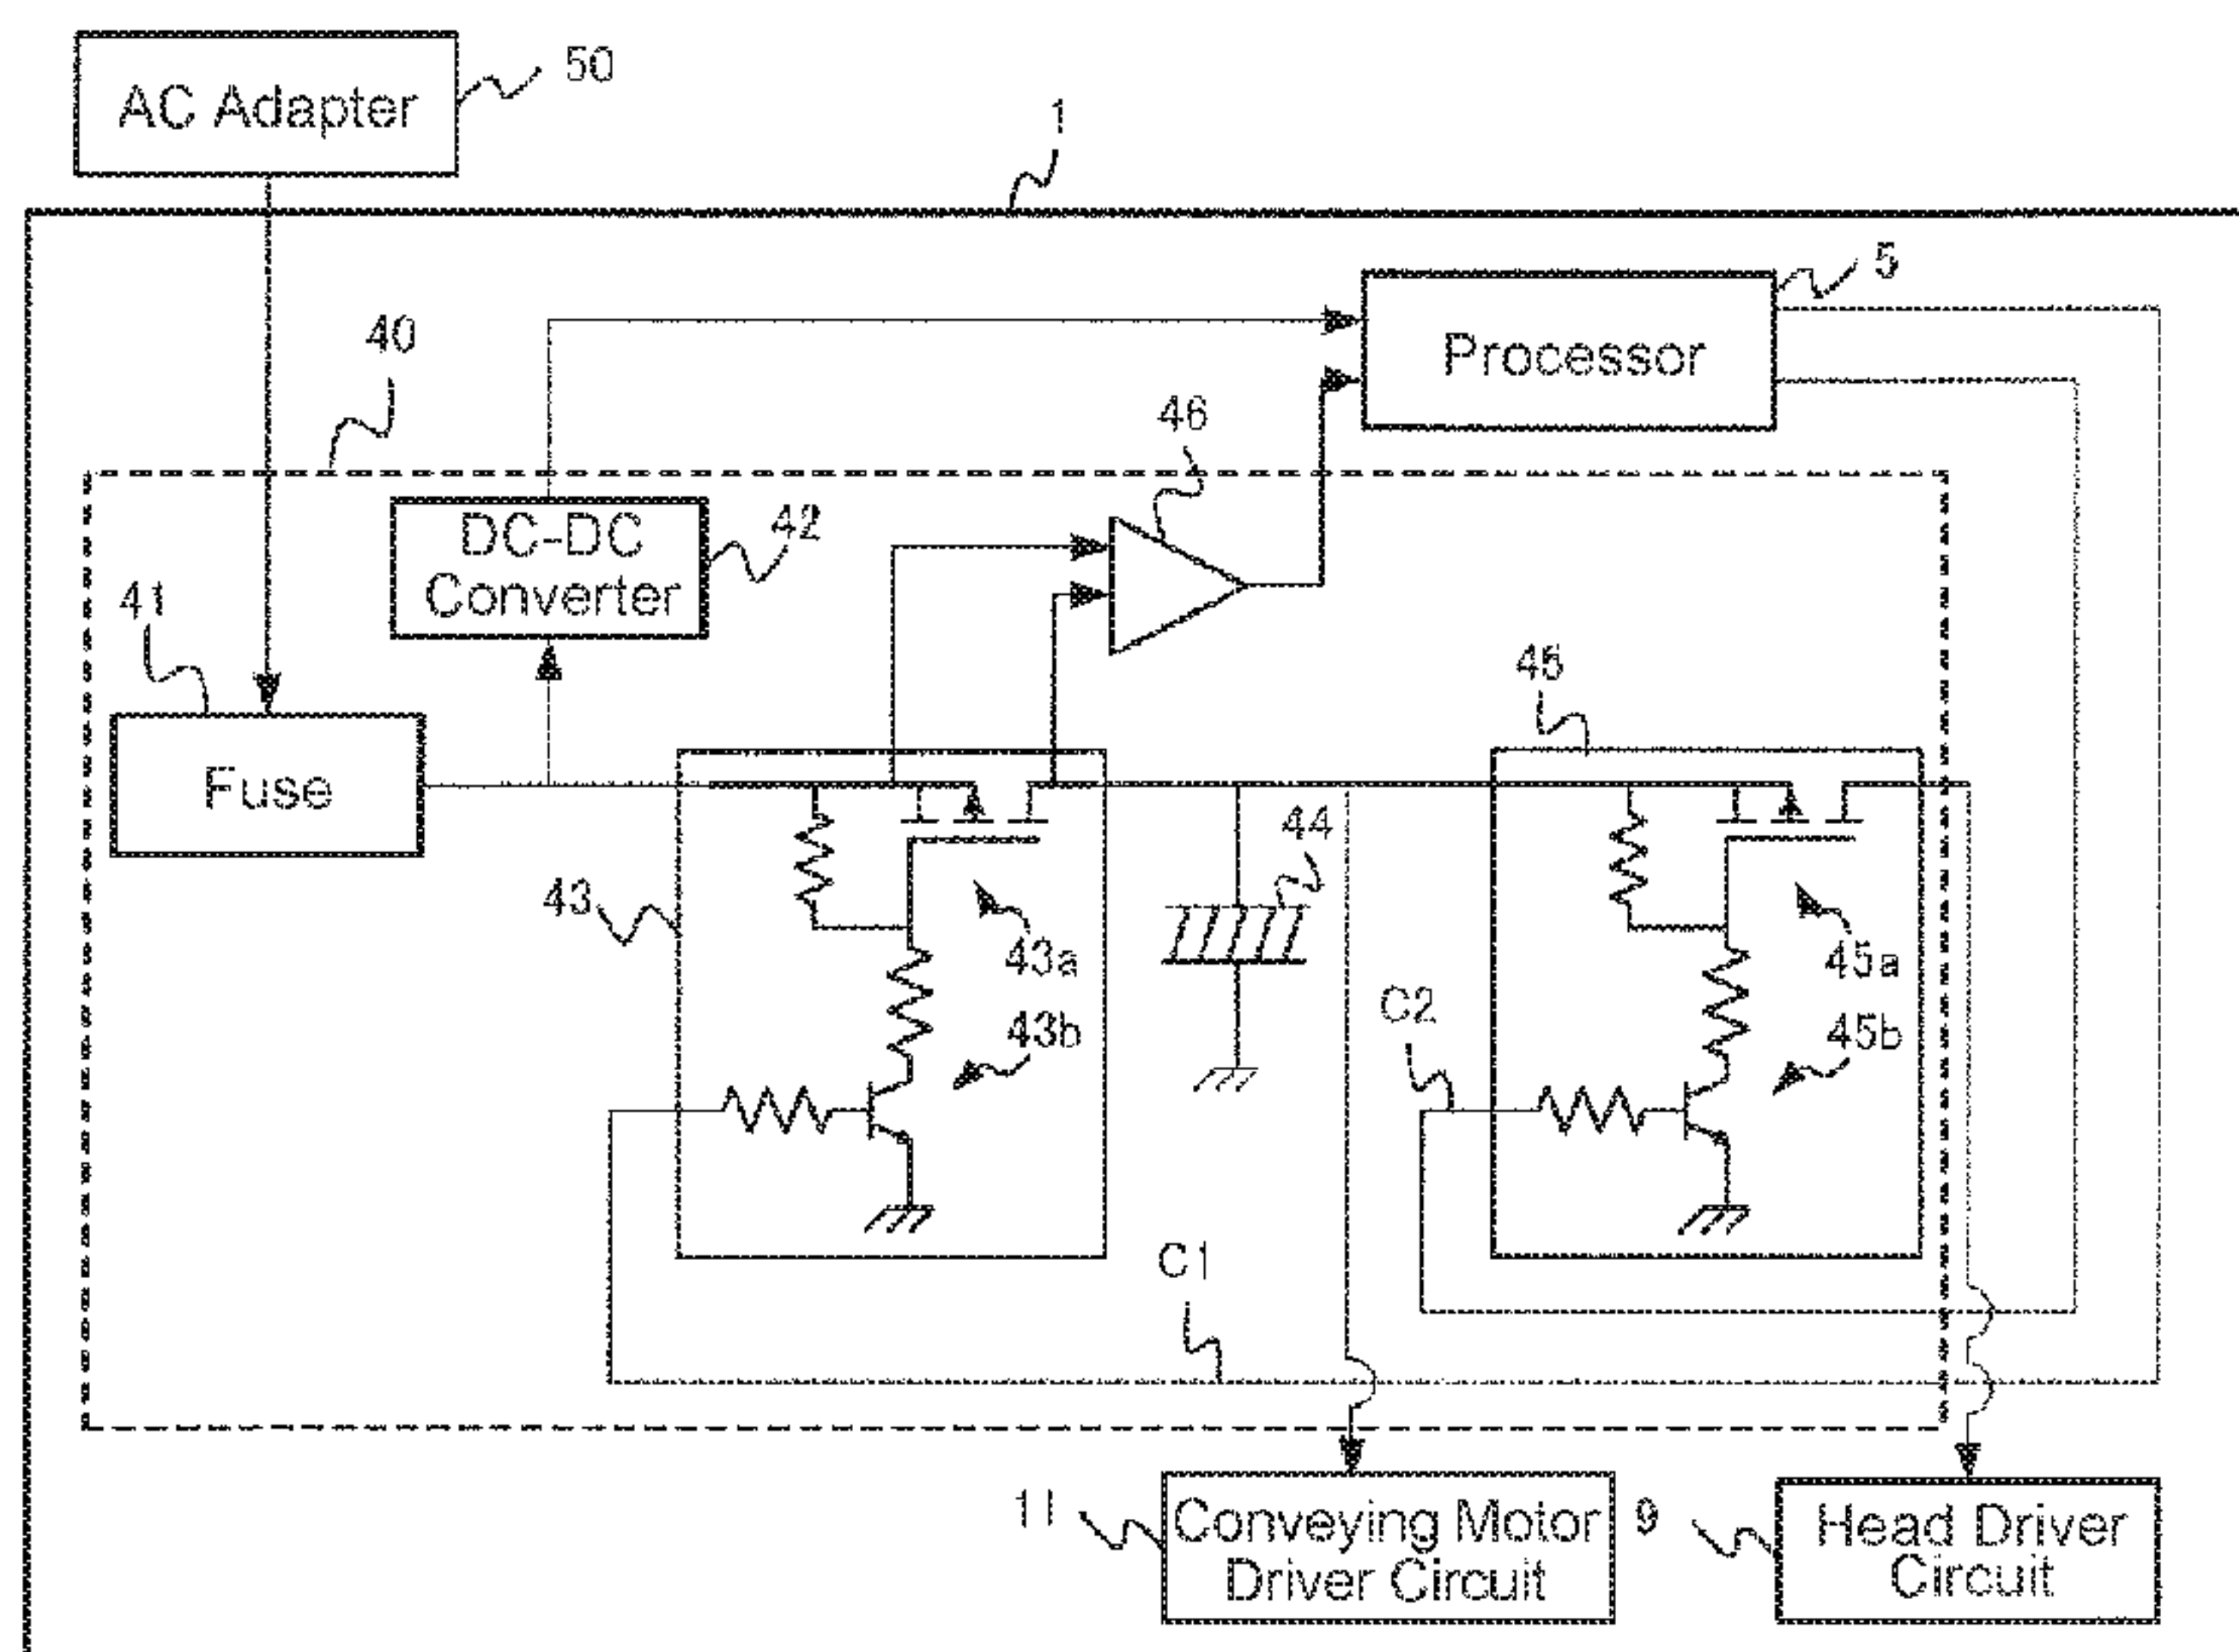 AC Adapter
50
1
5
40
Processor
46
DC-DC
Converter
42
41
45
Fuse
44
43
43a
45a
C2
43b
45b
C1
11
Conveying Motor
Driver Circuit
9
Head Driver
Circuit